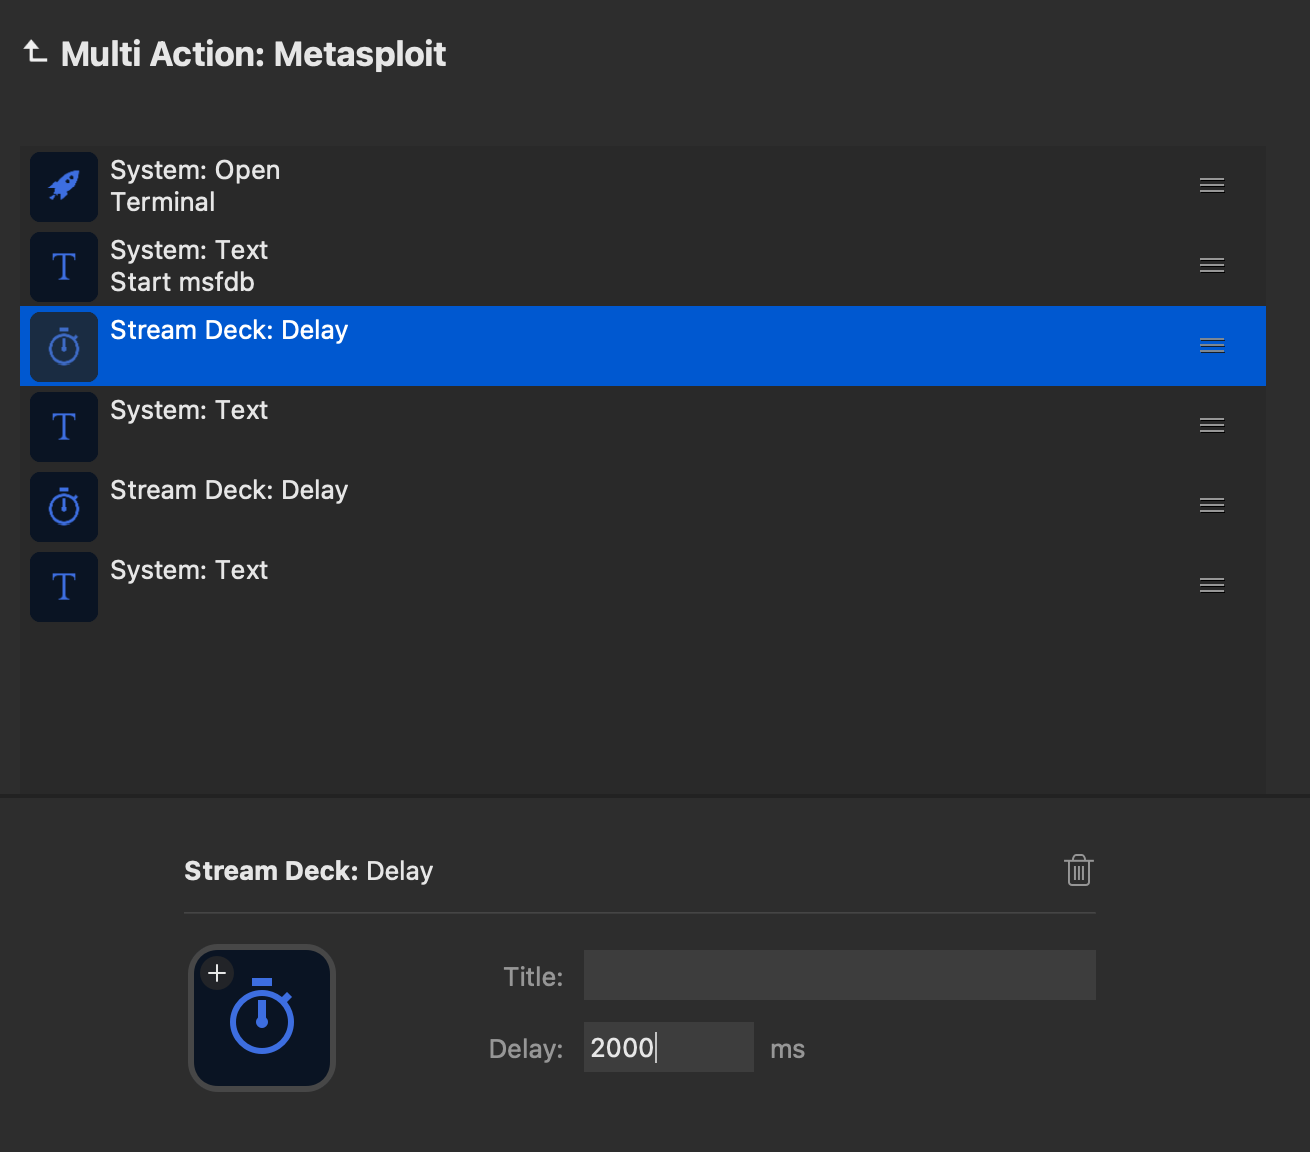 Multi Action: Metasploit
System: Open
Terminal
System: Text
Start msfdb
Stream Deck: Delay
System: Text
Stream Deck: Delay
System: Text
Stream Deck: Delay
Title:
Delay: 2000 ms